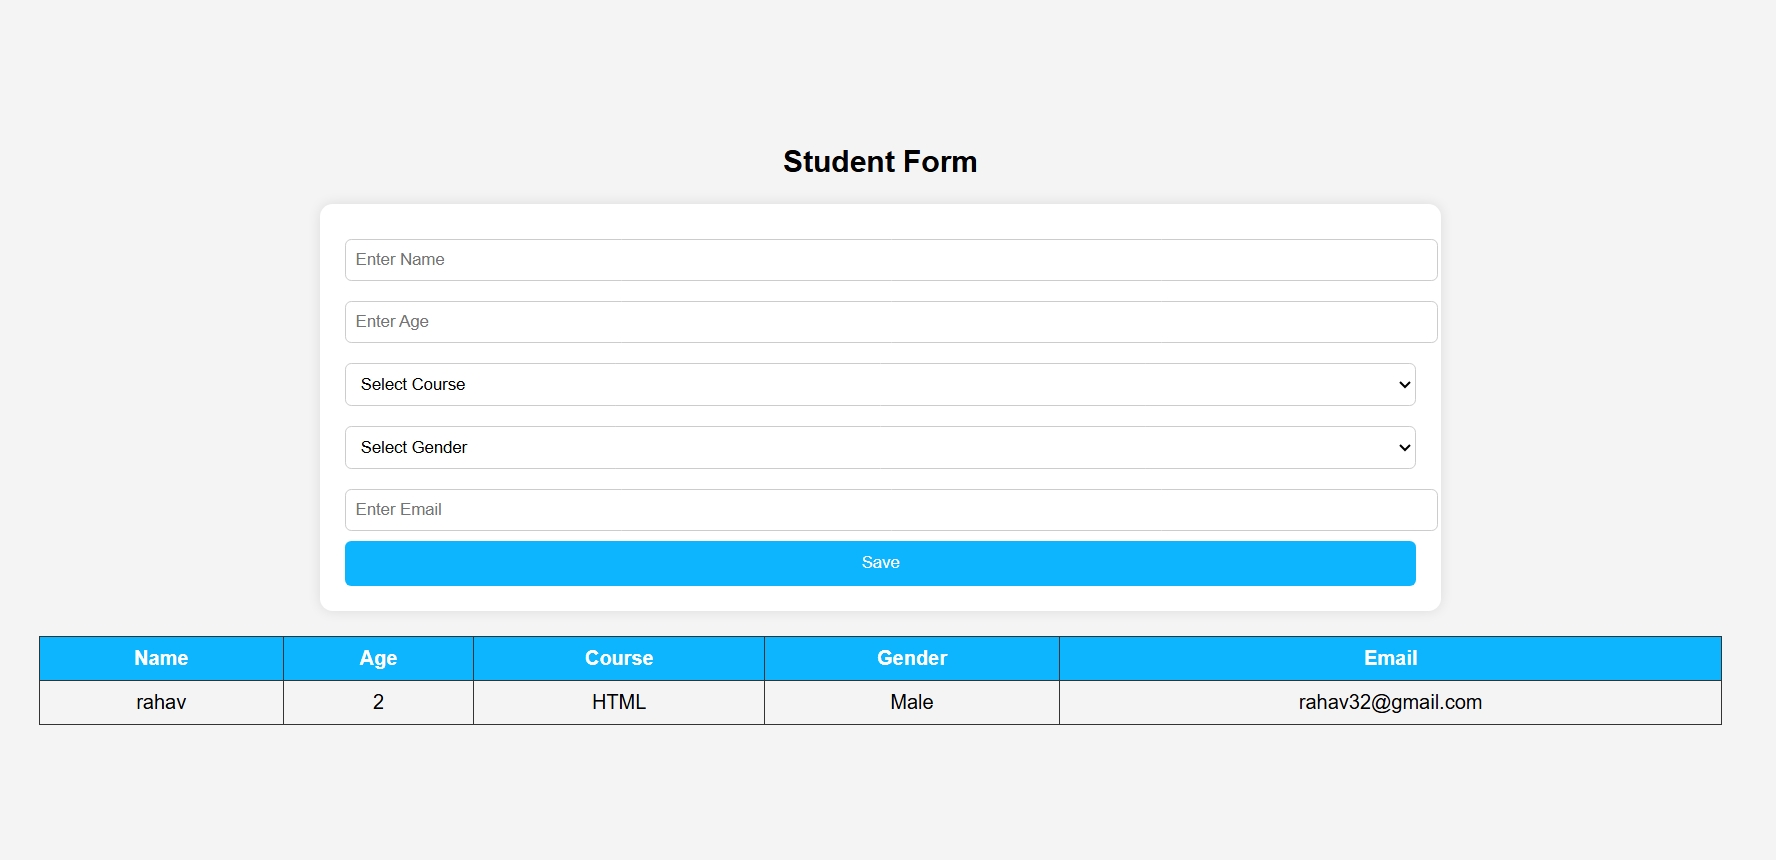 Student Form
Enter Name
Enter Age
Select Course
Select Gender
Enter Email
Save
Name Age Course Gender Email
rahav 2 HTML Male rahav32@gmail.com